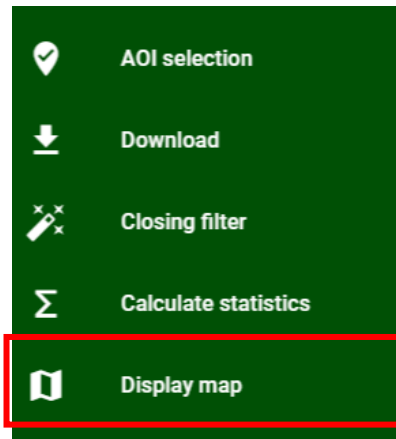 AOI selection
Download
Closing filter
Calculate statistics
Display map